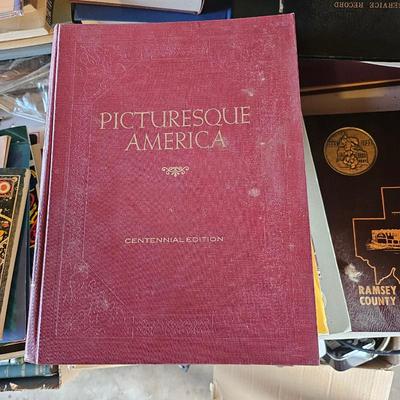 PICTURESQUE
AMERICA
CENTENNIAL EDITION
SERVICE RECORD
RAMSEY
COUNTY